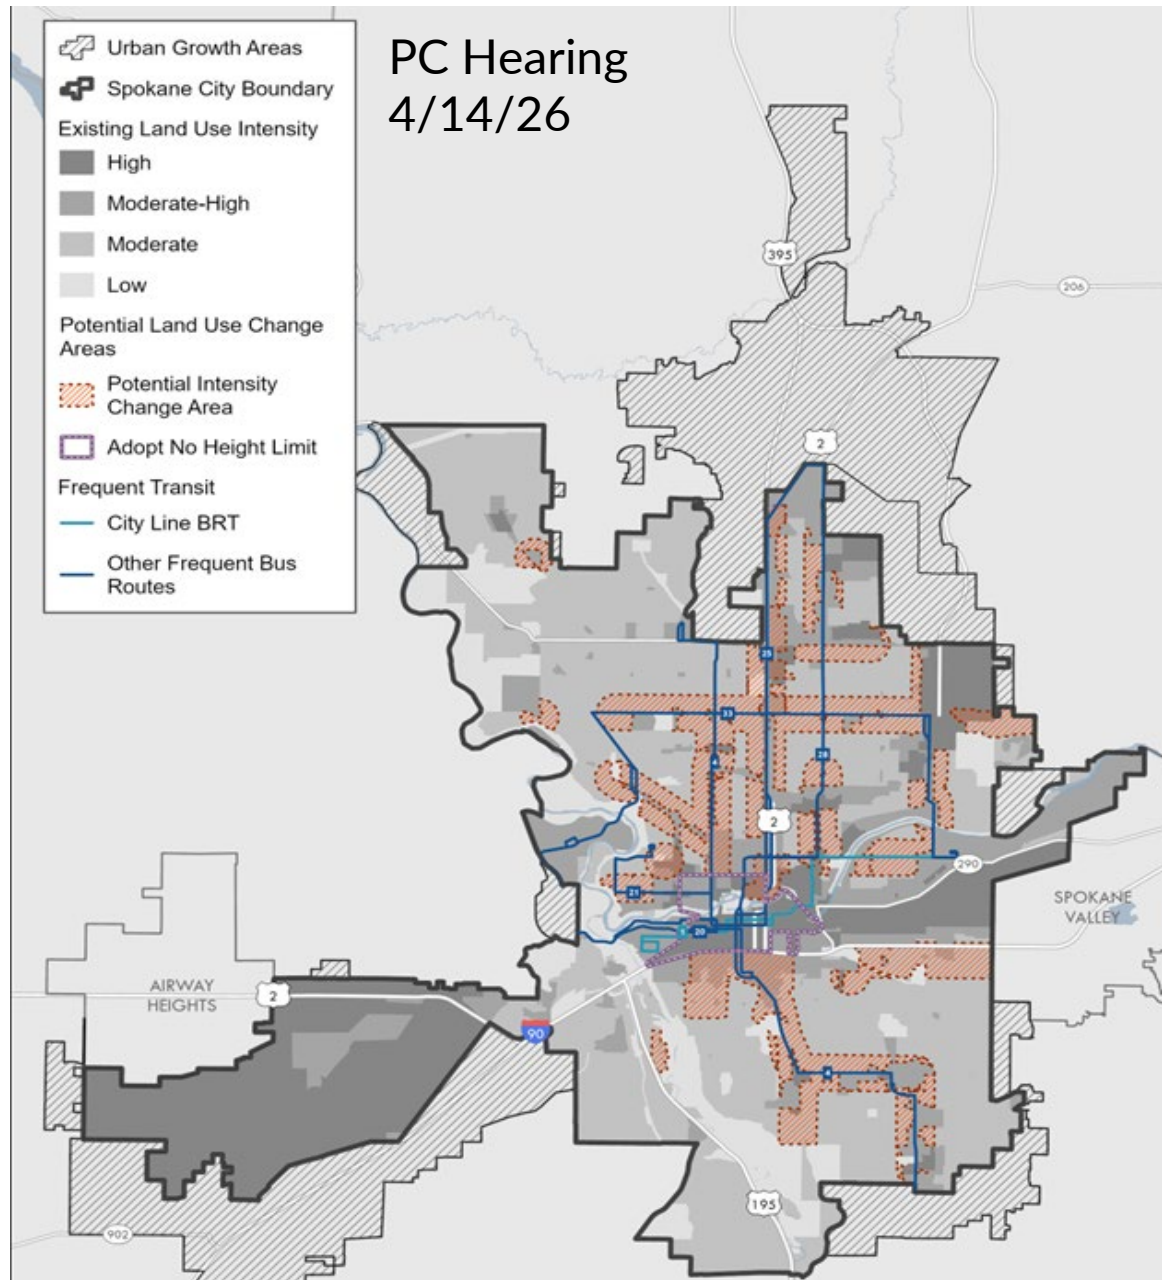 PC Hearing
4/14/26
Urban Growth Areas
Spokane City Boundary
Existing Land Use Intensity
High
Moderate-High
Moderate
Low
Potential Land Use Change
Areas
Potential Intensity
Change Area
Adopt No Height Limit
Frequent Transit
City Line BRT
Other Frequent Bus
Routes
395
206
2
25
33
4
28
2
290
21
20
SPOKANE
VALLEY
AIRWAY
HEIGHTS
2
90
4
195
902